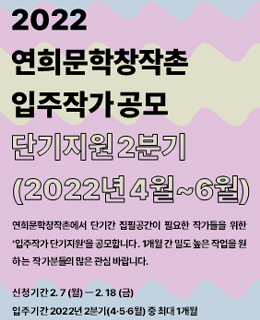 2022
연희문학창작촌
입주작가 공모
단기지원 2분기
(2022년 4월~6월)
연희문학창작촌에서 단기간 집필공간이 필요한 작가들을 위한
'입주작가 단기지원'을 공모합니다. 1개월 간 밀도 높은 작업을 원
하는 작가분들의 많은 관심 바랍니다.
신청기간 2. 7 (월) — 2. 18 (금)
입주기간 2022년 2분기(4·5·6월) 중 최대 1개월